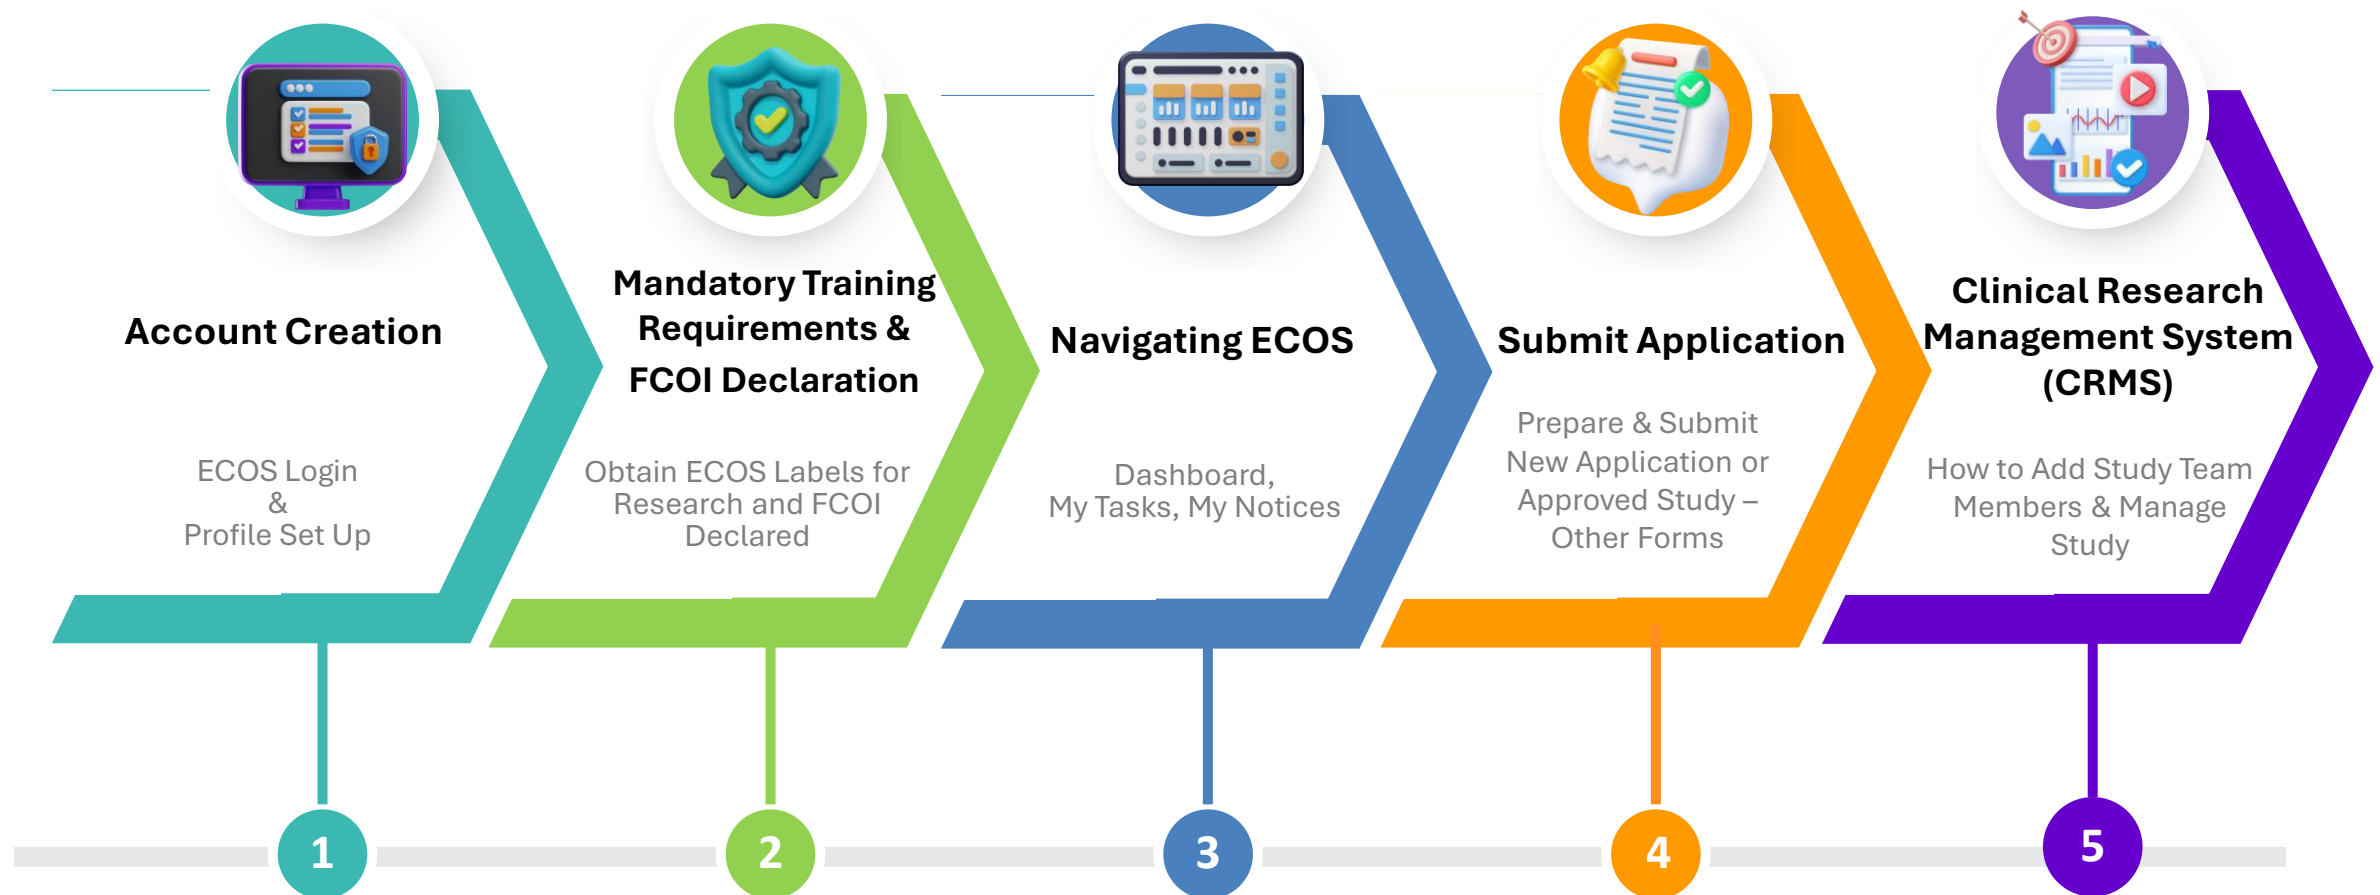 Account Creation
ECOS Login
&
Profile Set Up
Mandatory Training
Requirements &
FCOI Declaration
Obtain ECOS Labels for
Research and FCOI
Declared
Navigating ECOS
Dashboard,
My Tasks, My Notices
Submit Application
Prepare & Submit
New Application or
Approved Study –
Other Forms
Clinical Research
Management System
(CRMS)
How to Add Study Team
Members & Manage
Study
1
2
3
4
5